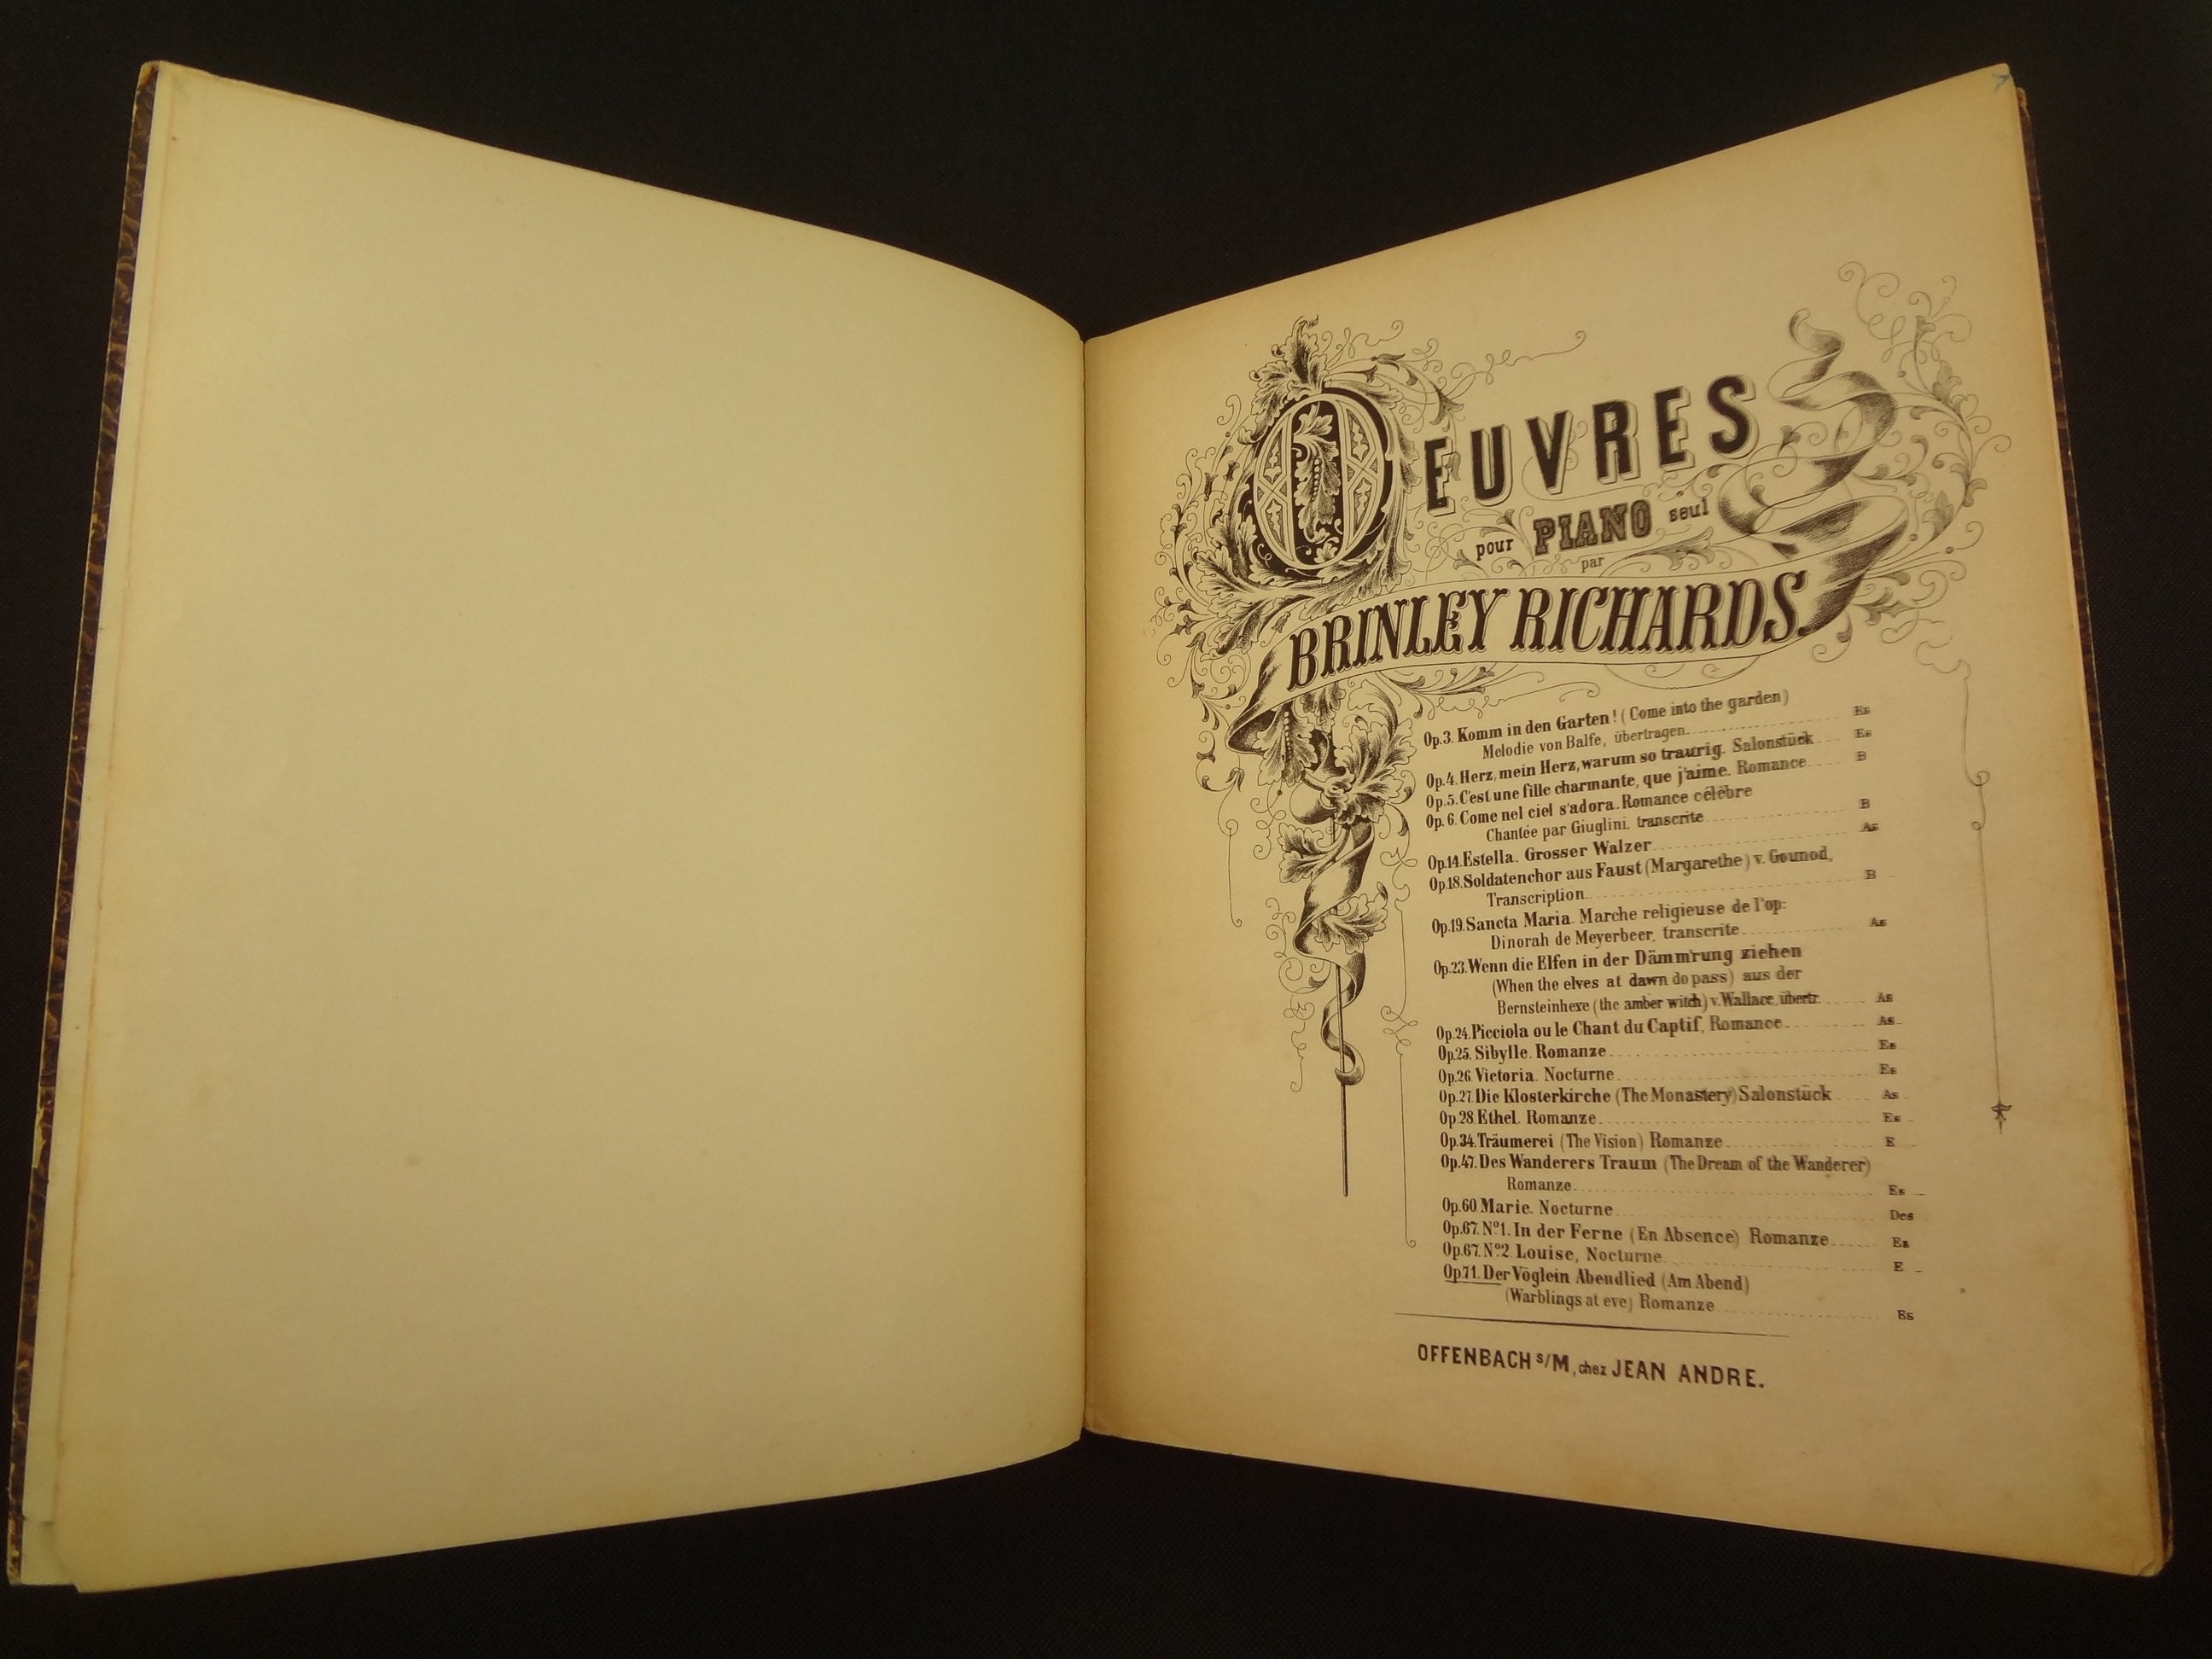 OEUVRES
pour PIANO seul
par
BRINLEY RICHARDS.
Op.3. Komm in den Garten! (Come into the garden)
Melodie von Balfe, übertragen. Es
Op.4. Herz, mein Herz, warum so traurig. Salonstück Es
Op.5. C'est une fille charmante, que j'aime. Romance B
Op.6. Come nel ciel s'adora. Romance célèbre
Chantée par Giuglini, transcrite B
Op.14. Estella. Grosser Walzer As
Op.18. Soldatenchor aus Faust (Margarethe) v. Gounod,
Transcription. B
Op.19. Sancta Maria. Marche religieuse de l'op:
Dinorah de Meyerbeer, transcrite As
Op.23. Wenn die Elfen in der Dämm'rung ziehen
(When the elves at dawn do pass) aus der
Bernsteinhexe (the amber witch) v. Wallace, übertr. As
Op.24. Picciola ou le Chant du Captif, Romance As
Op.25. Sibylle. Romanze Es
Op.26. Victoria. Nocturne Es
Op.27. Die Klosterkirche (The Monastery) Salonstück As
Op.28. Ethel. Romanze Es
Op.34. Träumerei (The Vision) Romanze E
Op.47. Des Wanderers Traum (The Dream of the Wanderer)
Romanze Es
Op.60. Marie. Nocturne Des
Op.67. Nº1. In der Ferne (En Absence) Romanze Es
Op.67. Nº2. Louise, Nocturne E
Op.71. Der Vöglein Abendlied (Am Abend)
(Warblings at eve) Romanze Es
OFFENBACH s/M, chez JEAN ANDRE.